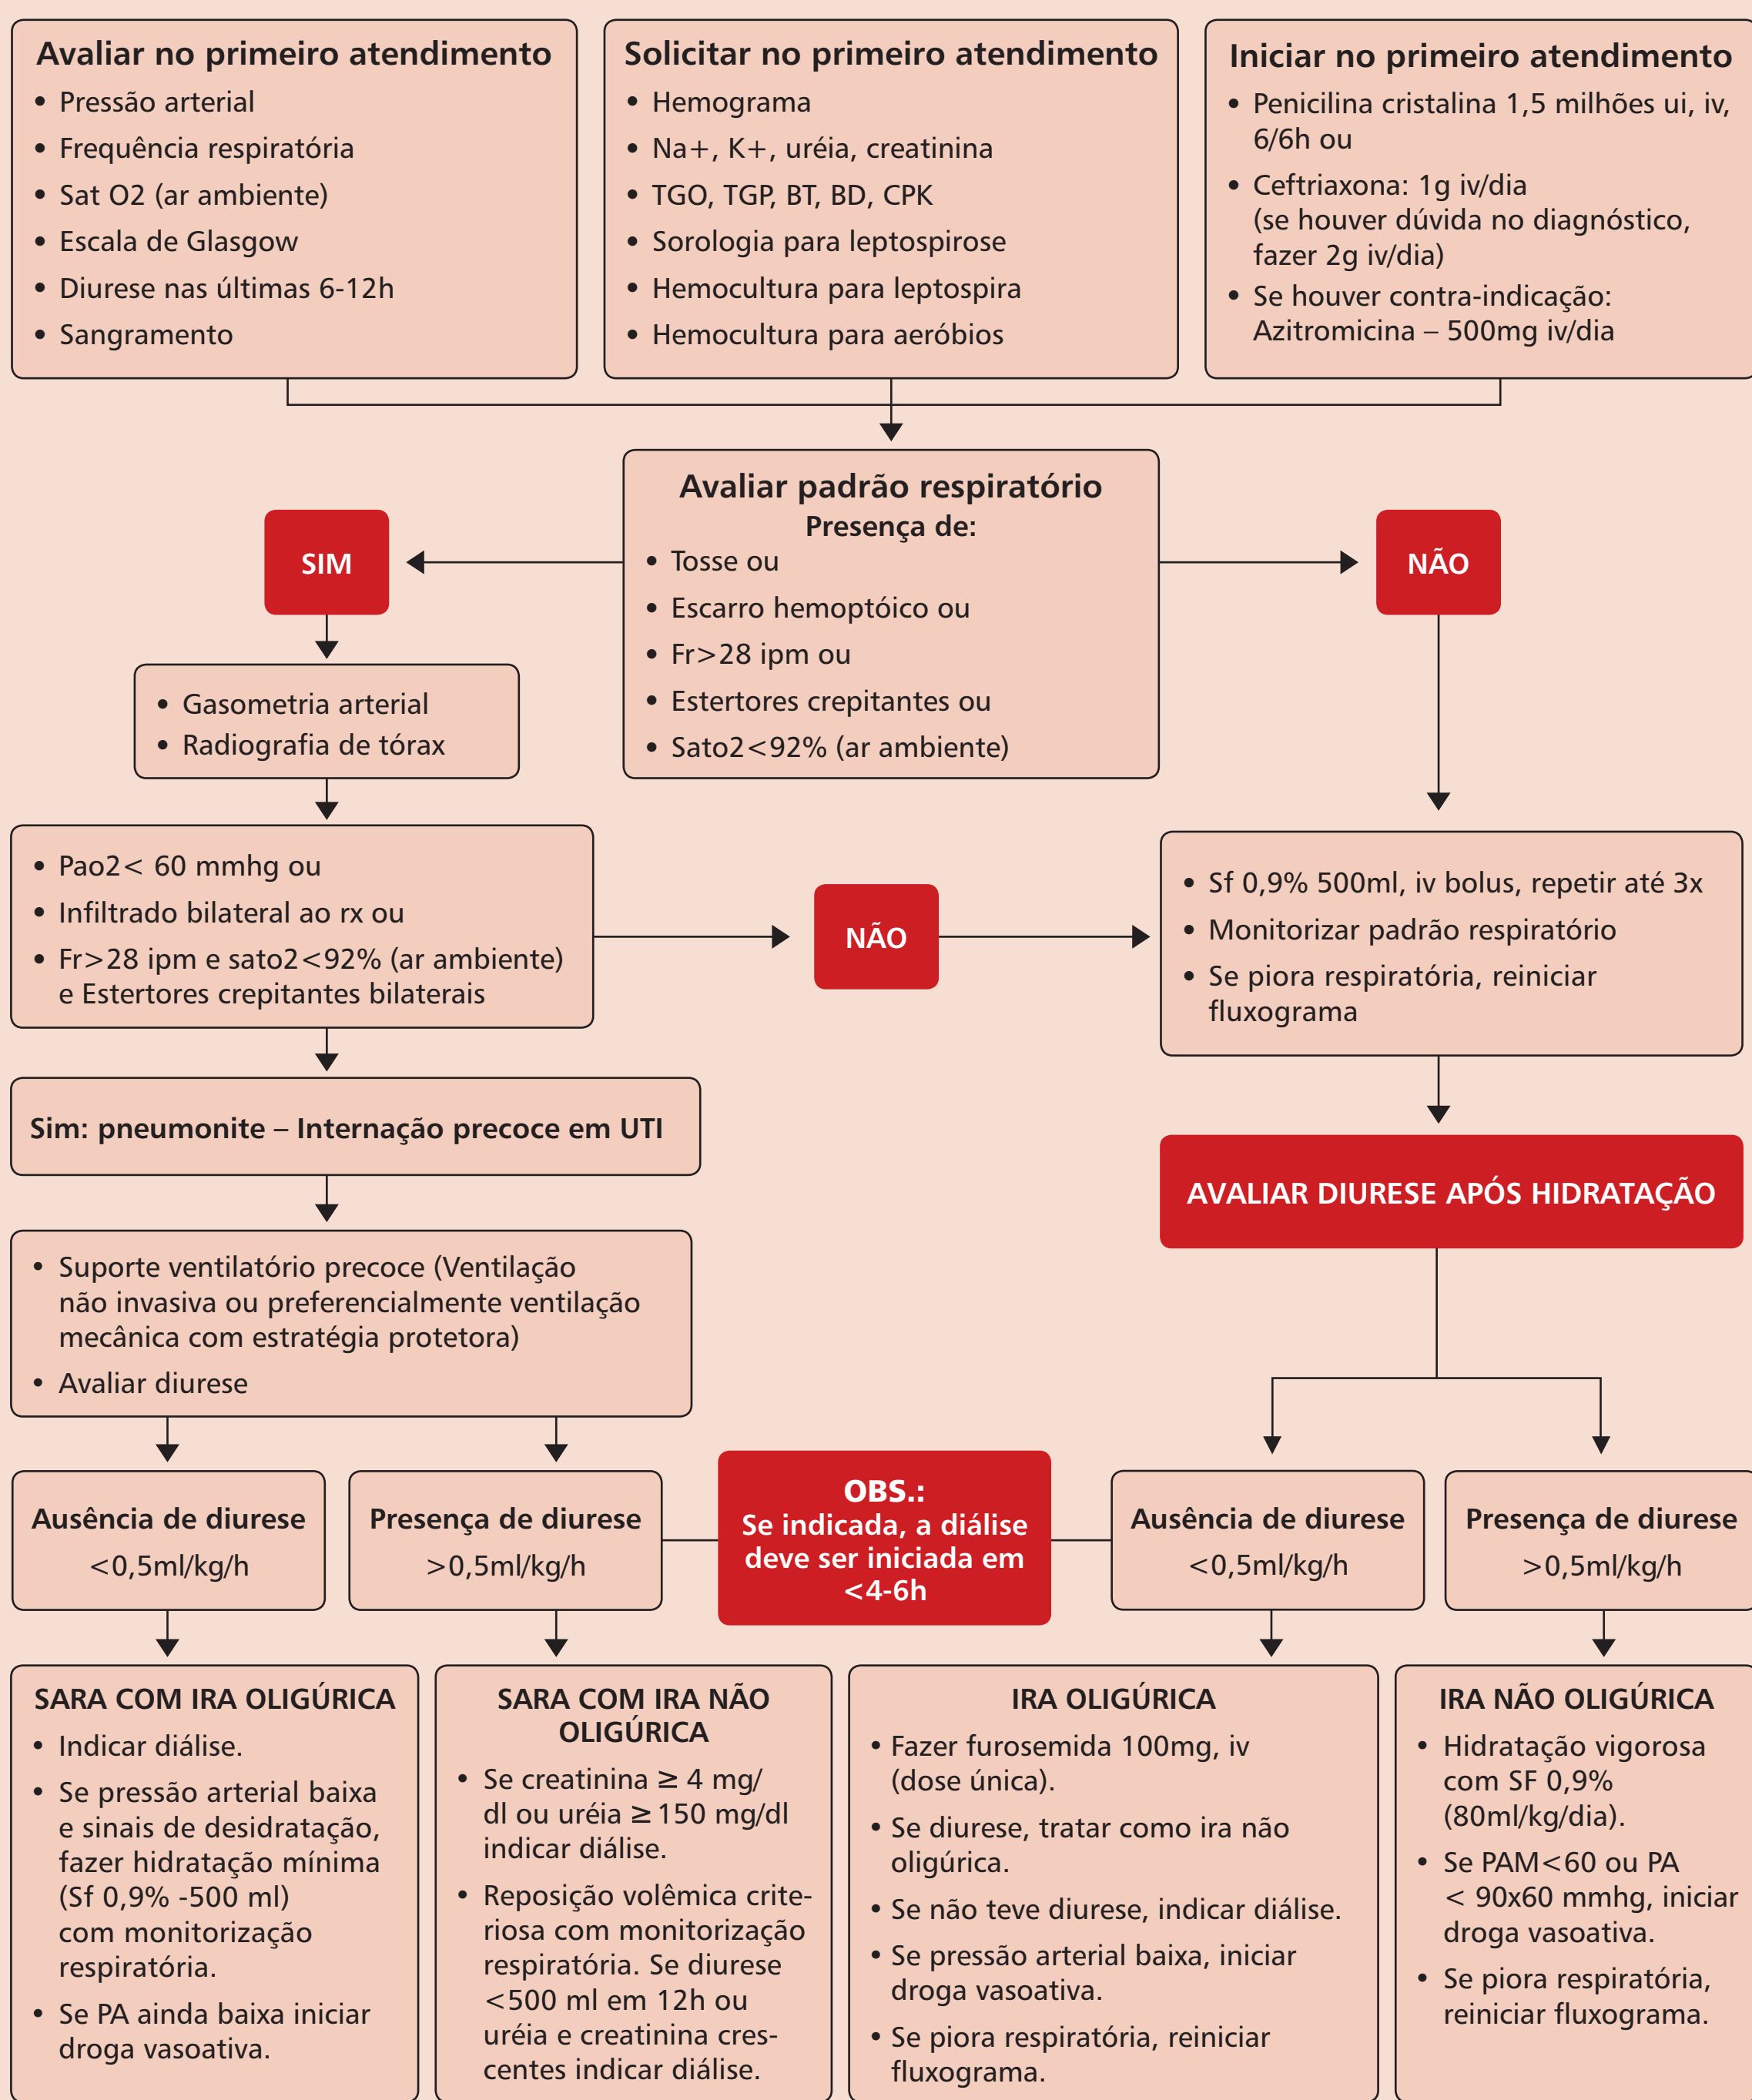 Avaliar no primeiro atendimento
• Pressão arterial
• Frequência respiratória
• Sat O2 (ar ambiente)
• Escala de Glasgow
• Diurese nas últimas 6-12h
• Sangramento
Solicitar no primeiro atendimento
• Hemograma
• Na+, K+, uréia, creatinina
• TGO, TGP, BT, BD, CPK
• Sorologia para leptospirose
• Hemocultura para leptospira
• Hemocultura para aeróbios
Iniciar no primeiro atendimento
• Penicilina cristalina 1,5 milhões ui, iv,
6/6h ou
• Ceftriaxona: 1g iv/dia
(se houver dúvida no diagnóstico,
fazer 2g iv/dia)
• Se houver contra-indicação:
Azitromicina – 500mg iv/dia
Avaliar padrão respiratório
Presença de:
• Tosse ou
• Escarro hemoptóico ou
• Fr>28 ipm ou
• Estertores crepitantes ou
• Sato2<92% (ar ambiente)
SIM
NÃO
• Gasometria arterial
• Radiografia de tórax
• Pao2< 60 mmhg ou
• Infiltrado bilateral ao rx ou
• Fr>28 ipm e sato2<92% (ar ambiente)
e Estertores crepitantes bilaterais
NÃO
• Sf 0,9% 500ml, iv bolus, repetir até 3x
• Monitorizar padrão respiratório
• Se piora respiratória, reiniciar
fluxograma
Sim: pneumonite – Internação precoce em UTI
AVALIAR DIURESE APÓS HIDRATAÇÃO
• Suporte ventilatório precoce (Ventilação
não invasiva ou preferencialmente ventilação
mecânica com estratégia protetora)
• Avaliar diurese
Ausência de diurese
<0,5ml/kg/h
Presença de diurese
>0,5ml/kg/h
OBS.:
Se indicada, a diálise
deve ser iniciada em
<4-6h
Ausência de diurese
<0,5ml/kg/h
Presença de diurese
>0,5ml/kg/h
SARA COM IRA OLIGÚRICA
• Indicar diálise.
• Se pressão arterial baixa
e sinais de desidratação,
fazer hidratação mínima
(Sf 0,9% -500 ml)
com monitorização
respiratória.
• Se PA ainda baixa iniciar
droga vasoativa.
SARA COM IRA NÃO
OLIGÚRICA
• Se creatinina ≥ 4 mg/
dl ou uréia ≥ 150 mg/dl
indicar diálise.
• Reposição volêmica crite-
riosa com monitorização
respiratória. Se diurese
<500 ml em 12h ou
uréia e creatinina cres-
centes indicar diálise.
IRA OLIGÚRICA
• Fazer furosemida 100mg, iv
(dose única).
• Se diurese, tratar como ira não
oligúrica.
• Se não teve diurese, indicar diálise.
• Se pressão arterial baixa, iniciar
droga vasoativa.
• Se piora respiratória, reiniciar
fluxograma.
IRA NÃO OLIGÚRICA
• Hidratação vigorosa
com SF 0,9%
(80ml/kg/dia).
• Se PAM<60 ou PA
< 90x60 mmhg, iniciar
droga vasoativa.
• Se piora respiratória,
reiniciar fluxograma.